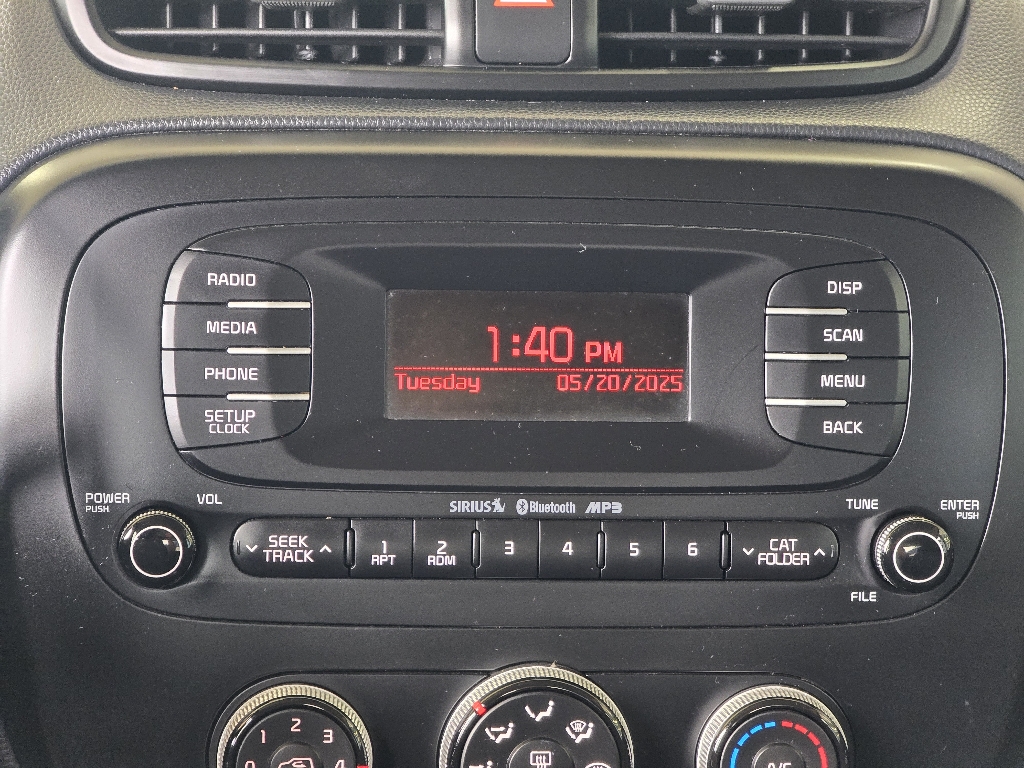 RADIO
MEDIA
PHONE
SETUP
CLOCK
1:40 PM
Tuesday 05/20/2025
DISP
SCAN
MENU
BACK
POWER
PUSH
VOL
SIRIUS Bluetooth MP3
TUNE
ENTER
PUSH
SEEK
TRACK
1
RPT
2
RDM
3
4
5
6
CAT
FOLDER
FILE
1 2 3
0 4
A/C